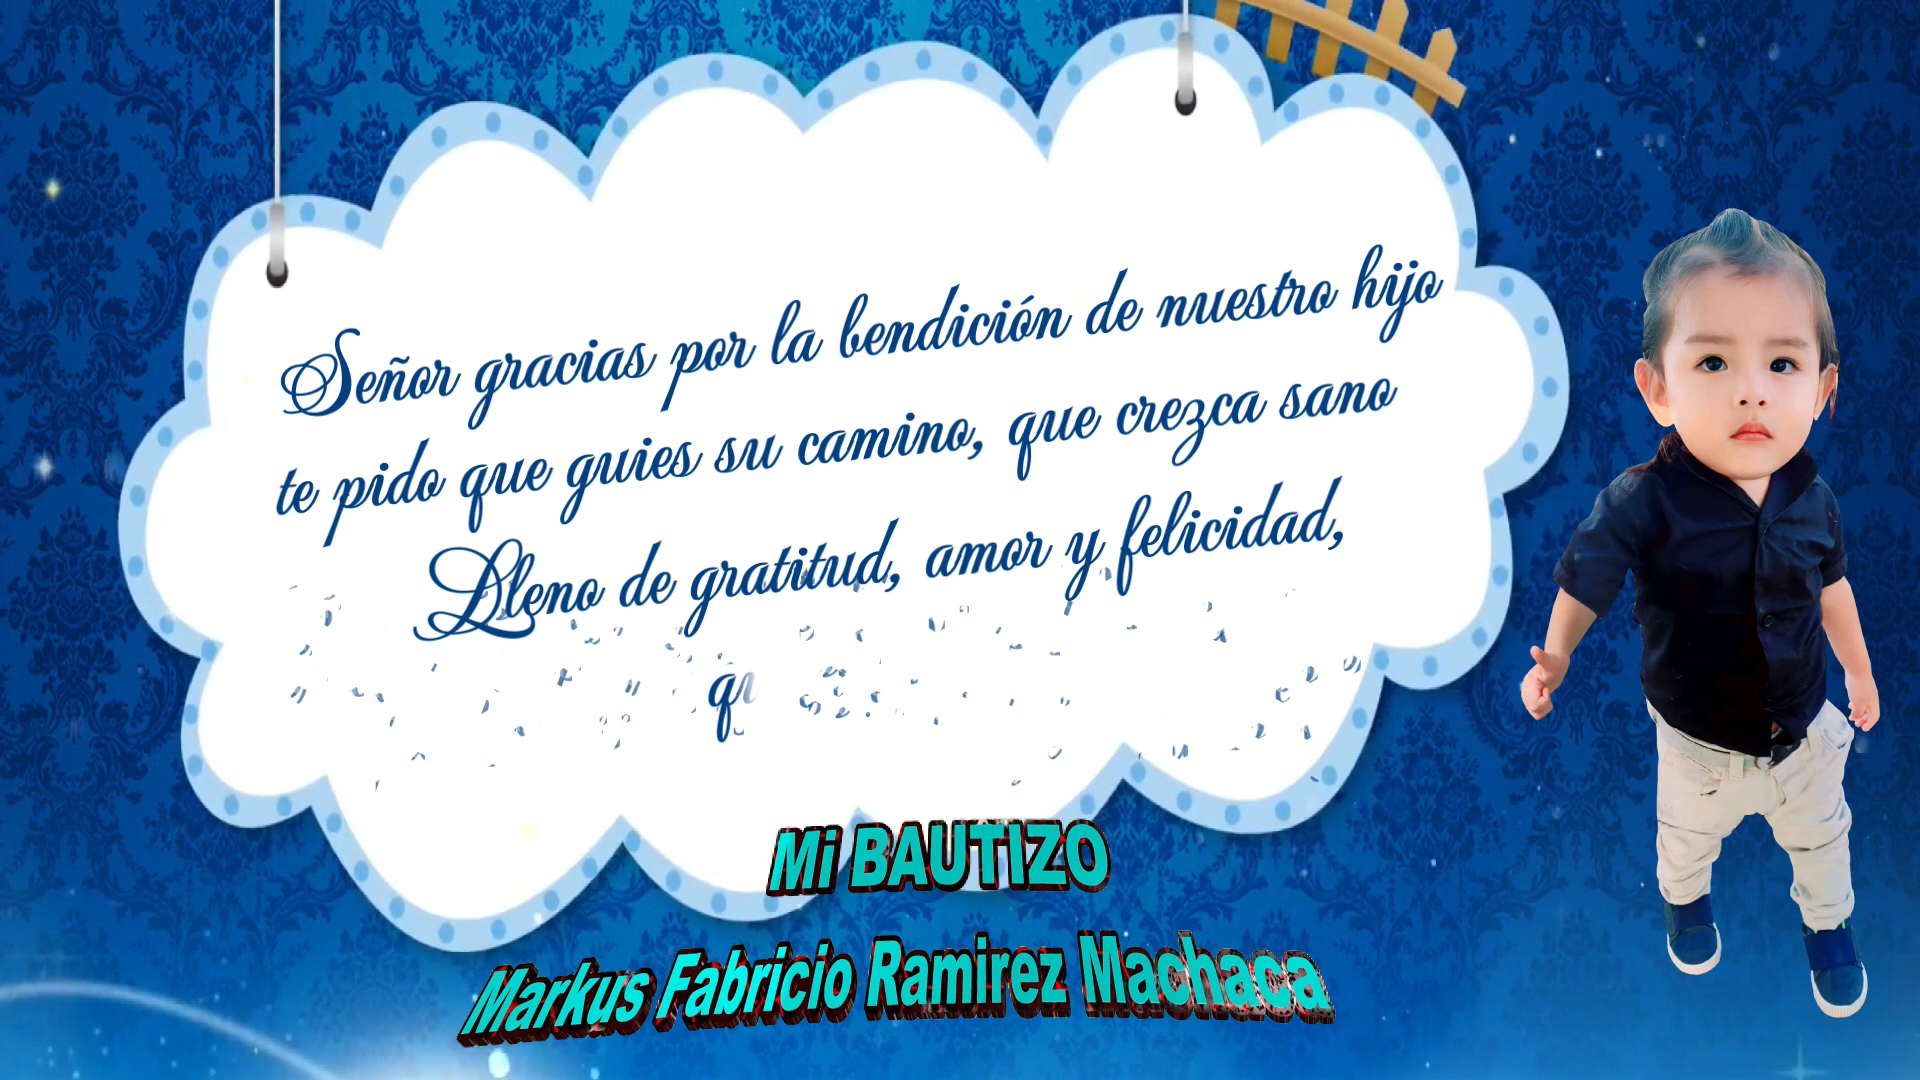 Señor gracias por la bendición de nuestro hijo
te pido que guies su camino, que crezca sano
Lleno de gratitud, amor y felicidad,
Mi BAUTIZO
Markus Fabricio Ramirez Machaca